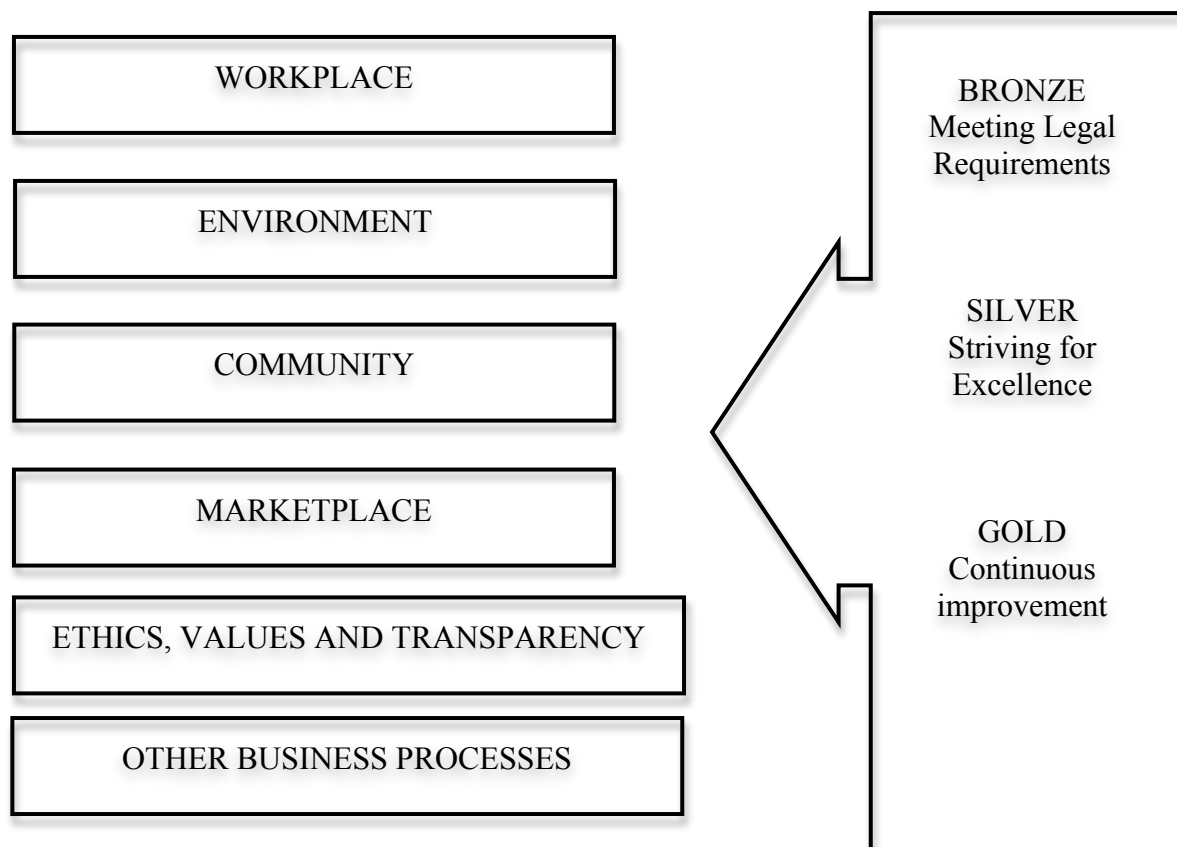 WORKPLACE
ENVIRONMENT
COMMUNITY
MARKETPLACE
ETHICS, VALUES AND TRANSPARENCY
OTHER BUSINESS PROCESSES
BRONZE
Meeting Legal
Requirements
SILVER
Striving for
Excellence
GOLD
Continuous
improvement